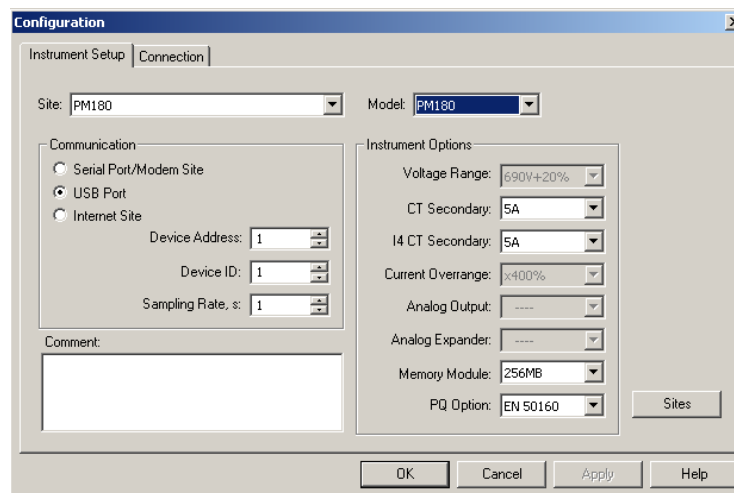 Configuration
Instrument Setup Connection
Site: PM180 Model: PM180
Communication
Serial Port/Modem Site
USB Port
Internet Site
Device Address: 1
Device ID: 1
Sampling Rate, s: 1
Comment:
Instrument Options
Voltage Range: 690V+20%
CT Secondary: 5A
I4 CT Secondary: 5A
Current Overrange: x400%
Analog Output: ----
Analog Expander: ----
Memory Module: 256MB
PQ Option: EN 50160
Sites
OK Cancel Apply Help